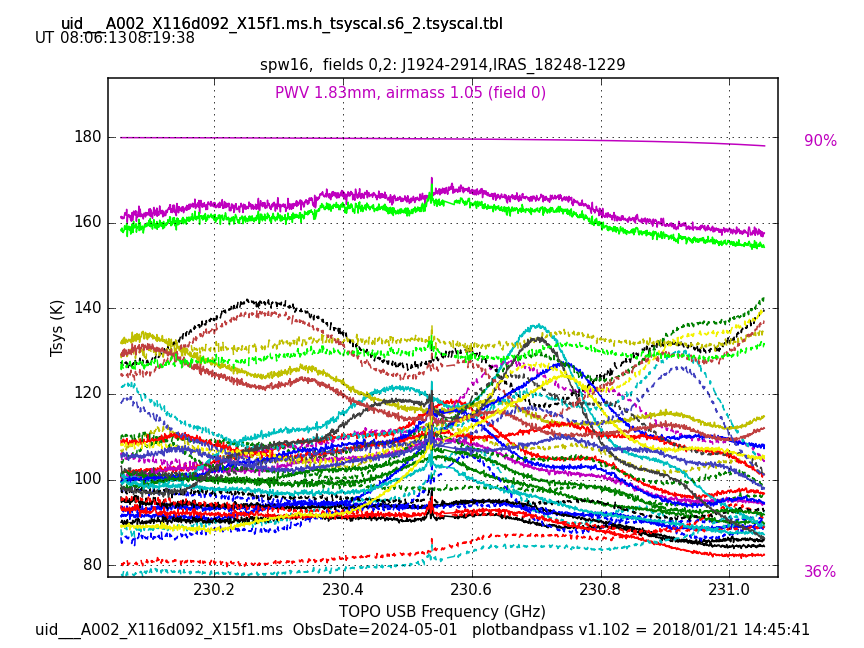 uid___A002_X116d092_X15f1.ms.h_tsyscal.s6_2.tsyscal.tbl
UT 08:06:13 08:19:38
spw16,  fields 0,2: J1924-2914,IRAS_18248-1229
PWV 1.83mm, airmass 1.05 (field 0)
90%
180
160
140
120
100
80
Tsys (K)
36%
230.2 230.4 230.6 230.8 231.0
TOPO USB Frequency (GHz)
uid___A002_X116d092_X15f1.ms  ObsDate=2024-05-01   plotbandpass v1.102 = 2018/01/21 14:45:41